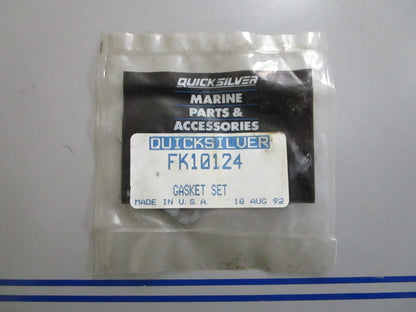 QUICKSILVER
MARINE
PARTS &
ACCESSORIES
QUICKSILVER
FK10124
GASKET SET
MADE IN U.S.A 18 AUG 92